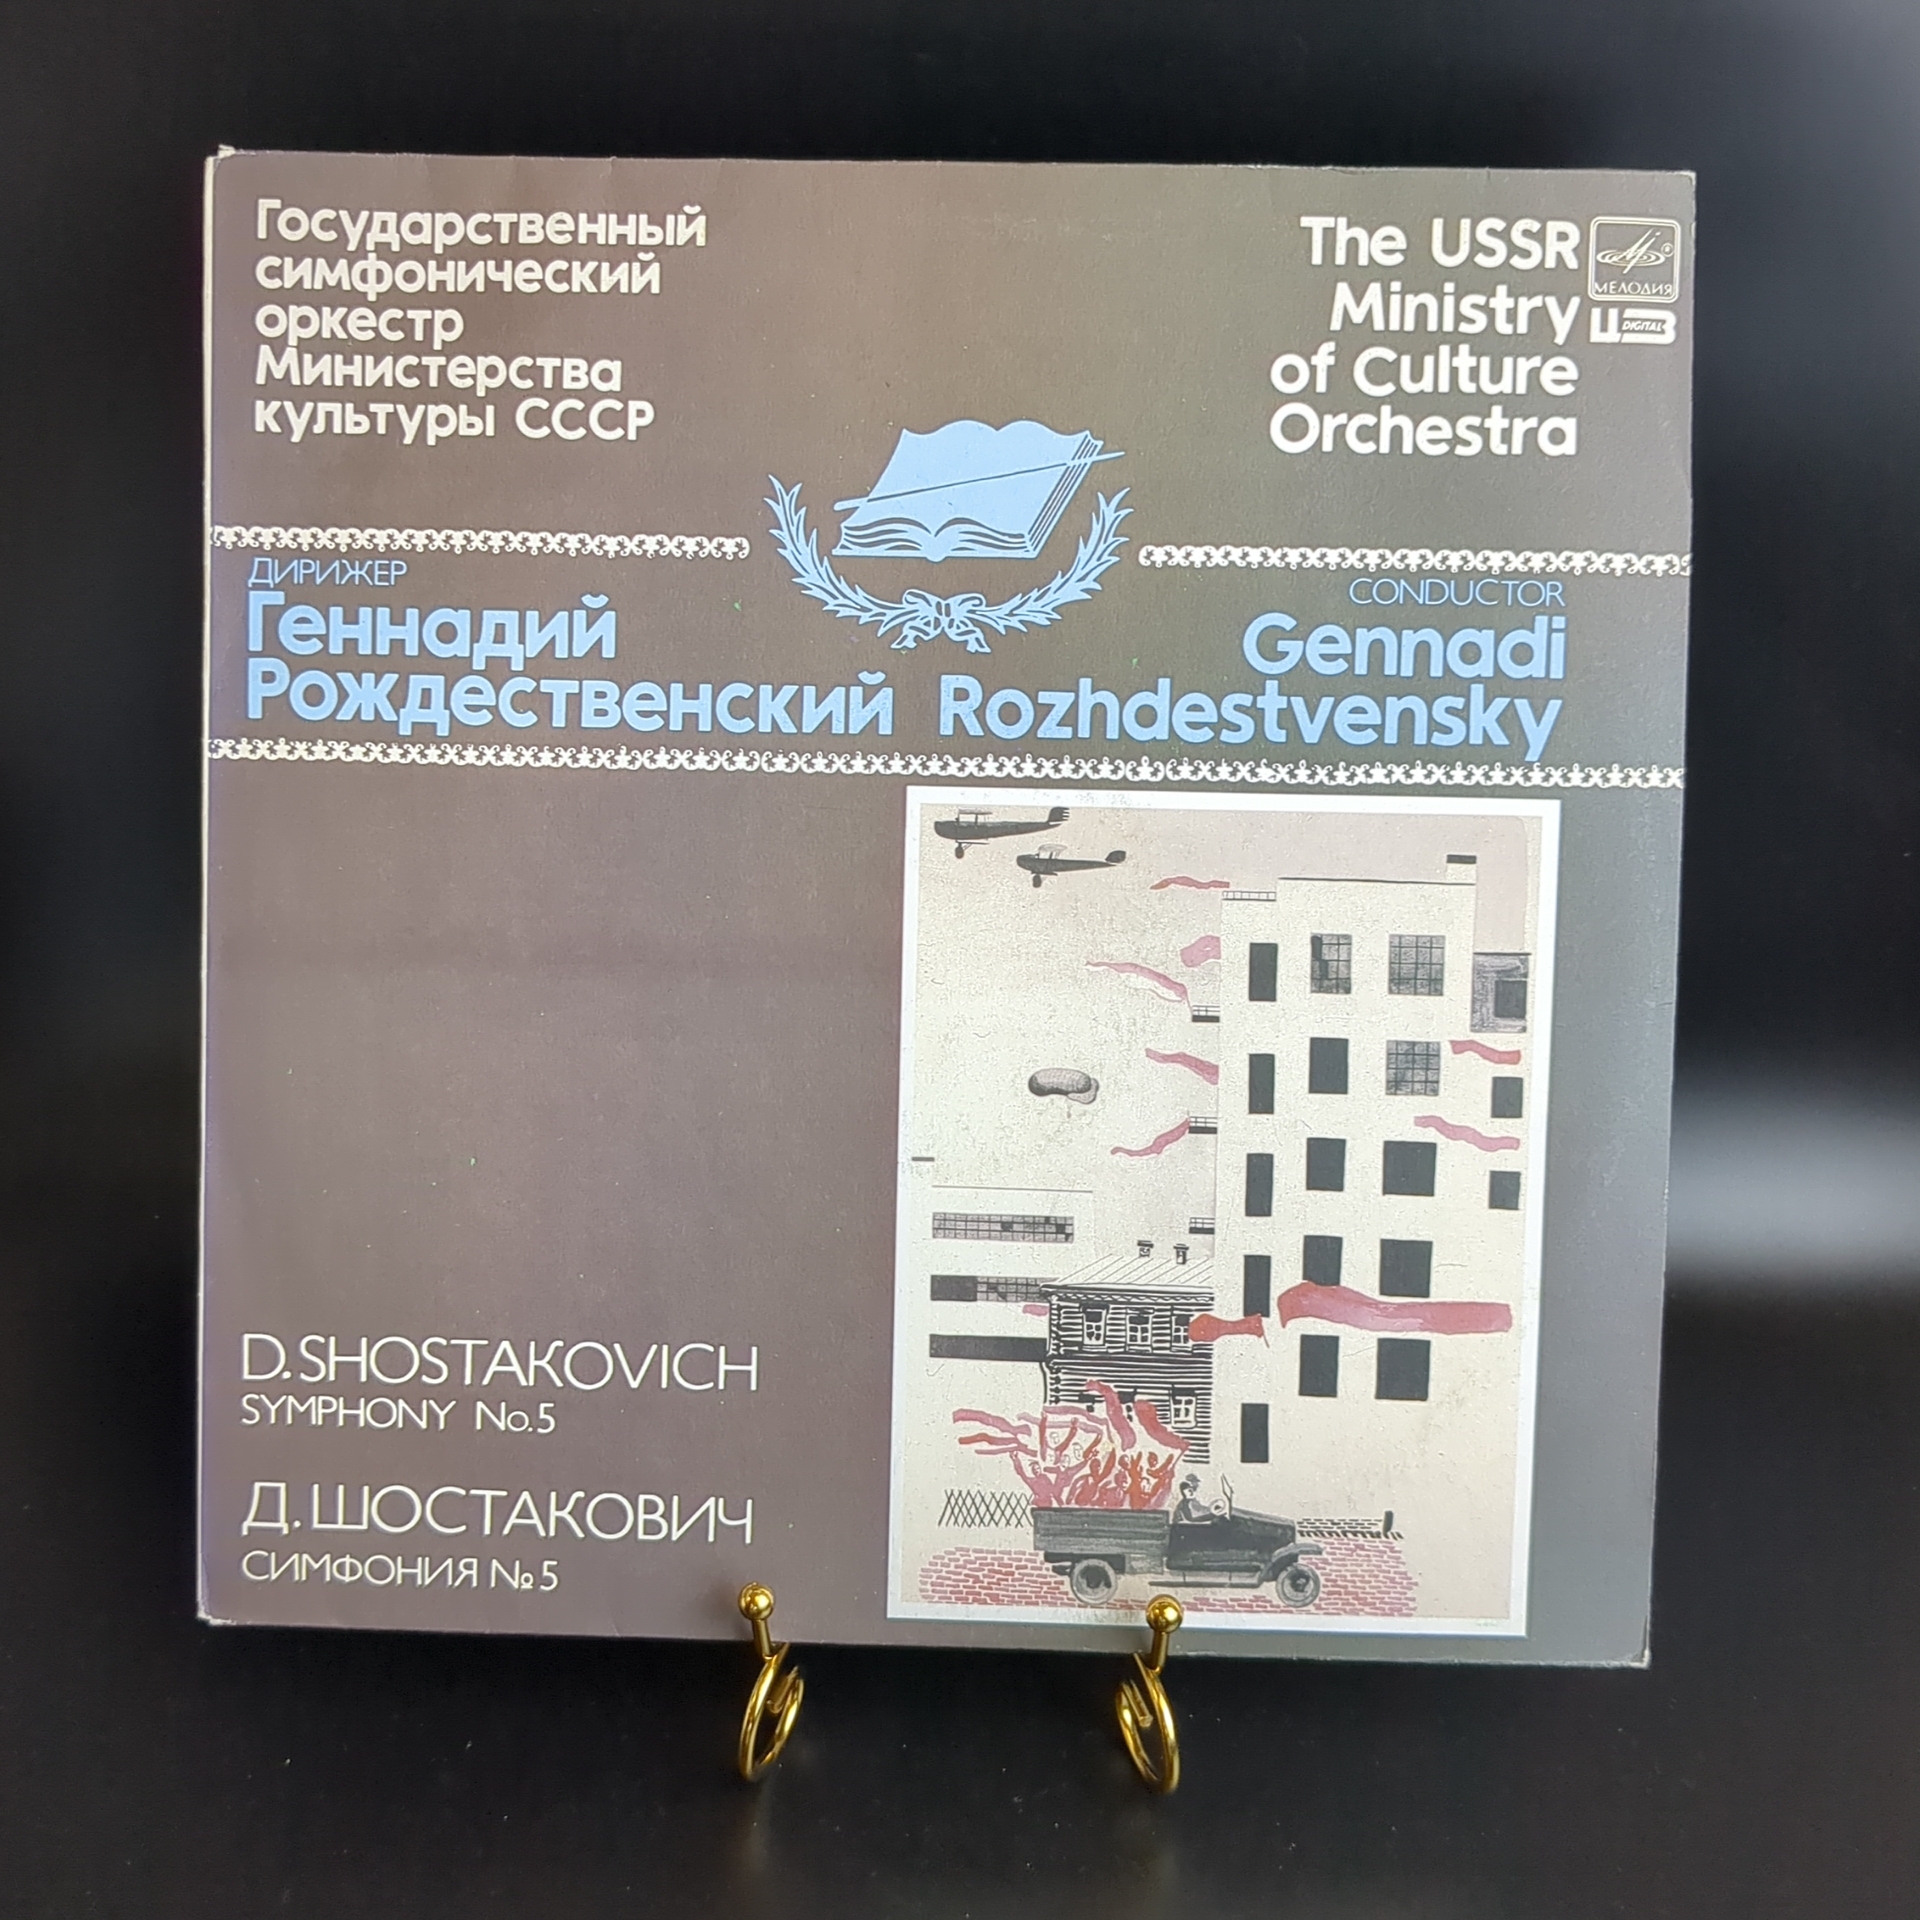 Государственный
симфонический
оркестр
Министерства
культуры СССР
The USSR
Ministry
of Culture
Orchestra
МЕЛОДИЯ
ЦЗ DIGITAL
ДИРИЖЕР
Геннадий
Рождественский
CONDUCTOR
Gennadi
Rozhdestvensky
D.SHOSTAKOVICH
SYMPHONY No.5
Д.ШОСТАКОВИЧ
СИМФОНИЯ №5